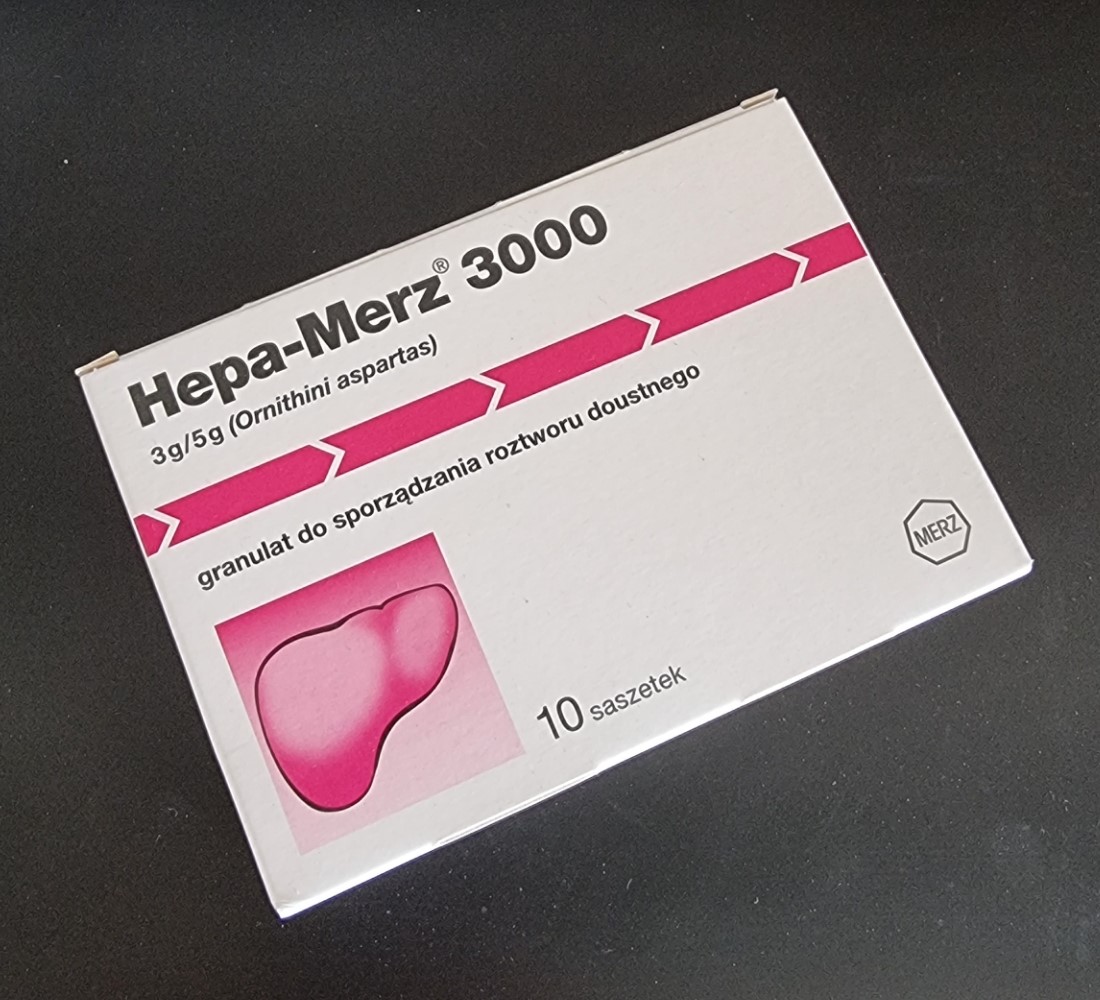 Hepa-Merz® 3000
3g/5g (Ornithini aspartas)
granulat do sporządzania roztworu doustnego
MERZ
10 saszetek